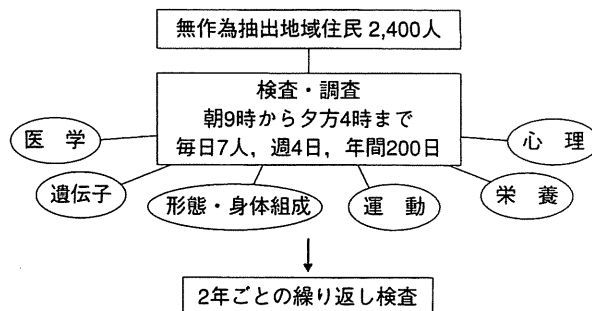 無作為抽出地域住民 2,400人
検査・調査
朝9時から夕方4時まで
毎日7人，週4日，年間200日
医 学
心 理
遺伝子
形態・身体組成
運 動
栄 養
2年ごとの繰り返し検査